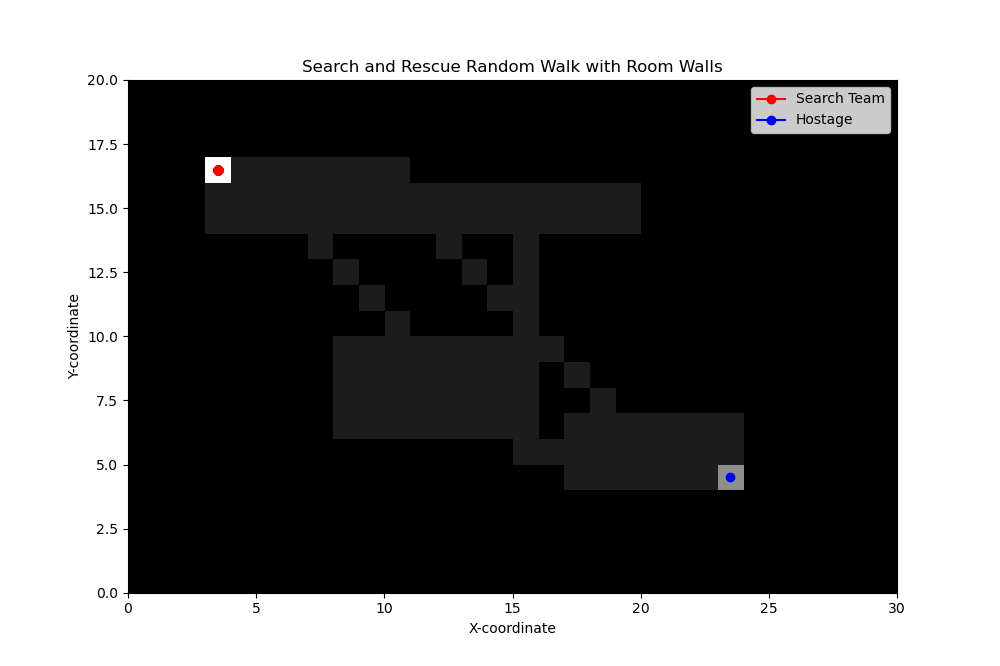 Search and Rescue Random Walk with Room Walls
Search Team
Hostage
Y-coordinate
20.0
17.5
15.0
12.5
10.0
7.5
5.0
2.5
0.0
0 5 10 15 20 25 30
X-coordinate